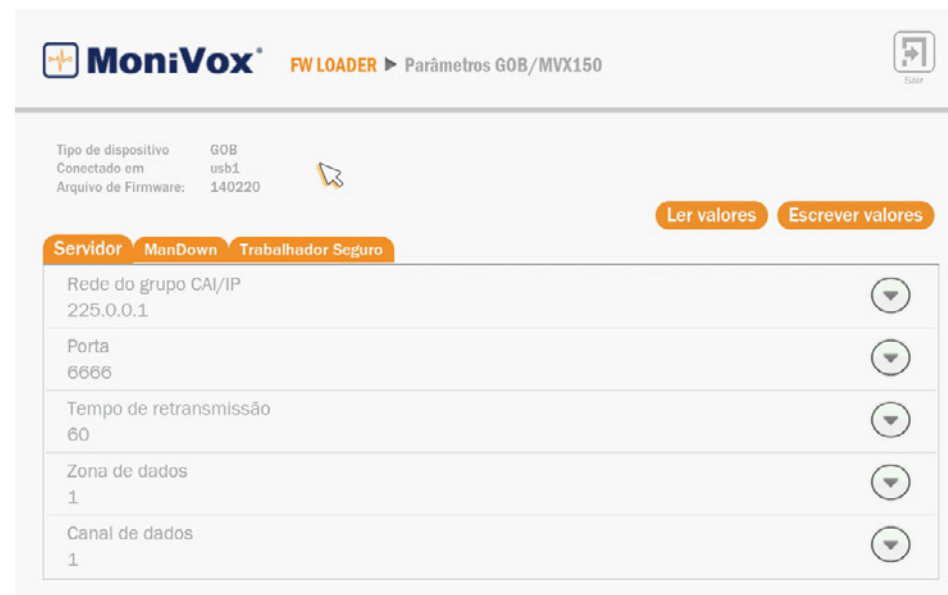 MoniVox® FW LOADER ▶ Parâmetros GOB/MVX150
Sair
Tipo de dispositivo GOB
Conectado em usb1
Arquivo de Firmware: 140220
Ler valores Escrever valores
Servidor ManDown Trabalhador Seguro
Rede do grupo CAI/IP
225.0.0.1
Porta
6666
Tempo de retransmissão
60
Zona de dados
1
Canal de dados
1